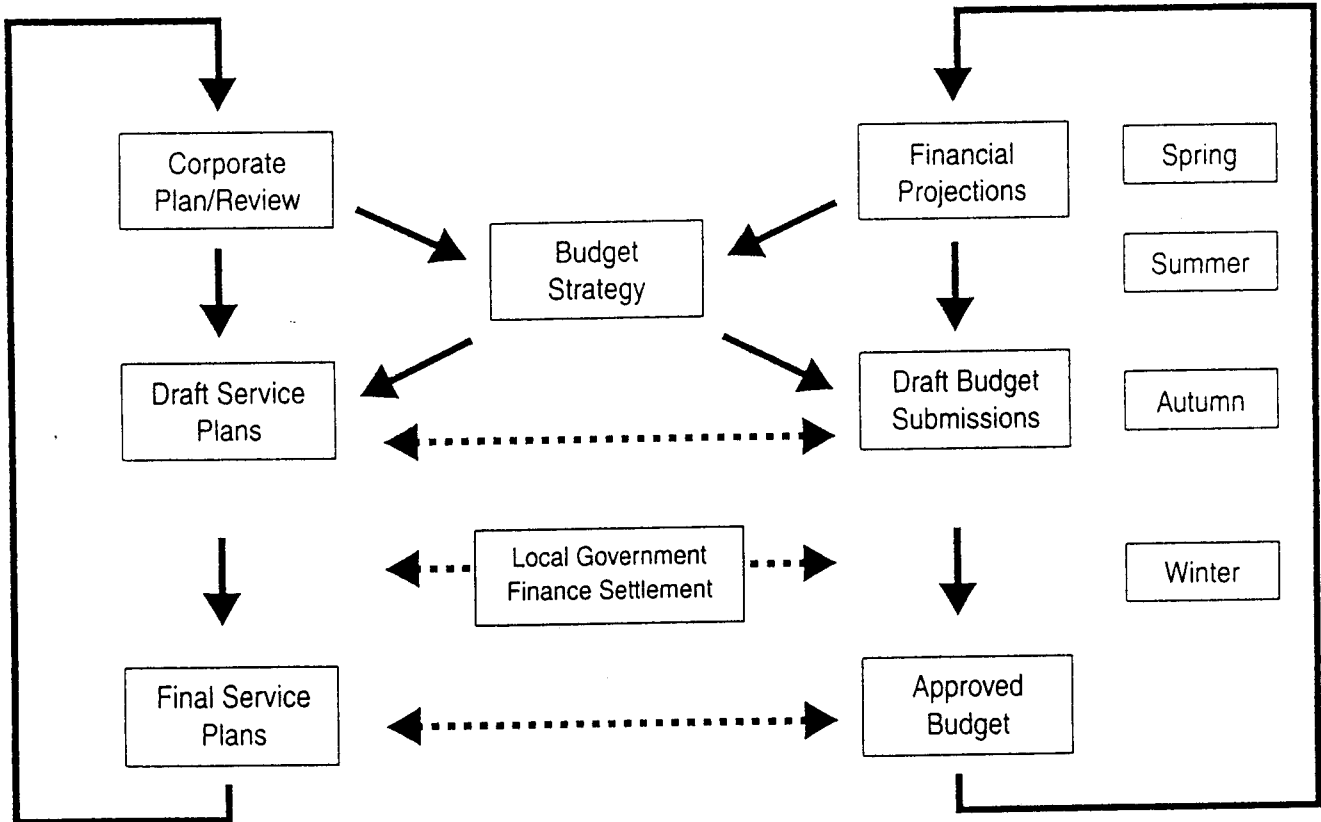 Corporate
Plan/Review
Financial
Projections
Spring
Budget
Strategy
Summer
Draft Service
Plans
Draft Budget
Submissions
Autumn
Local Government
Finance Settlement
Winter
Final Service
Plans
Approved
Budget